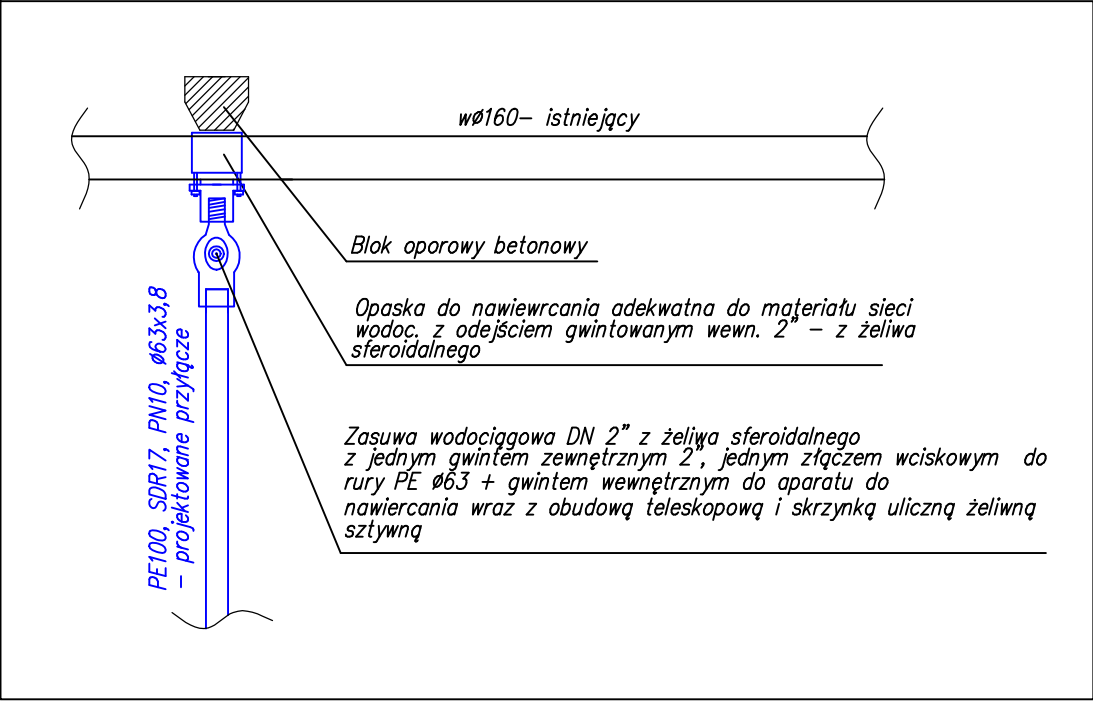 wø160– istniejący
Blok oporowy betonowy
Opaska do nawiewrcania adekwatna do materiału sieci
wodoc. z odejściem gwintowanym wewn. 2” – z żeliwa
sferoidalnego
PE100, SDR17, PN10, ø63x3,8
– projektowane przyłącze
Zasuwa wodociągowa DN 2” z żeliwa sferoidalnego
z jednym gwintem zewnętrznym 2”, jednym złączem wciskowym do
rury PE ø63 + gwintem wewnętrznym do aparatu do
nawiercania wraz z obudową teleskopową i skrzynką uliczną żeliwną
sztywną